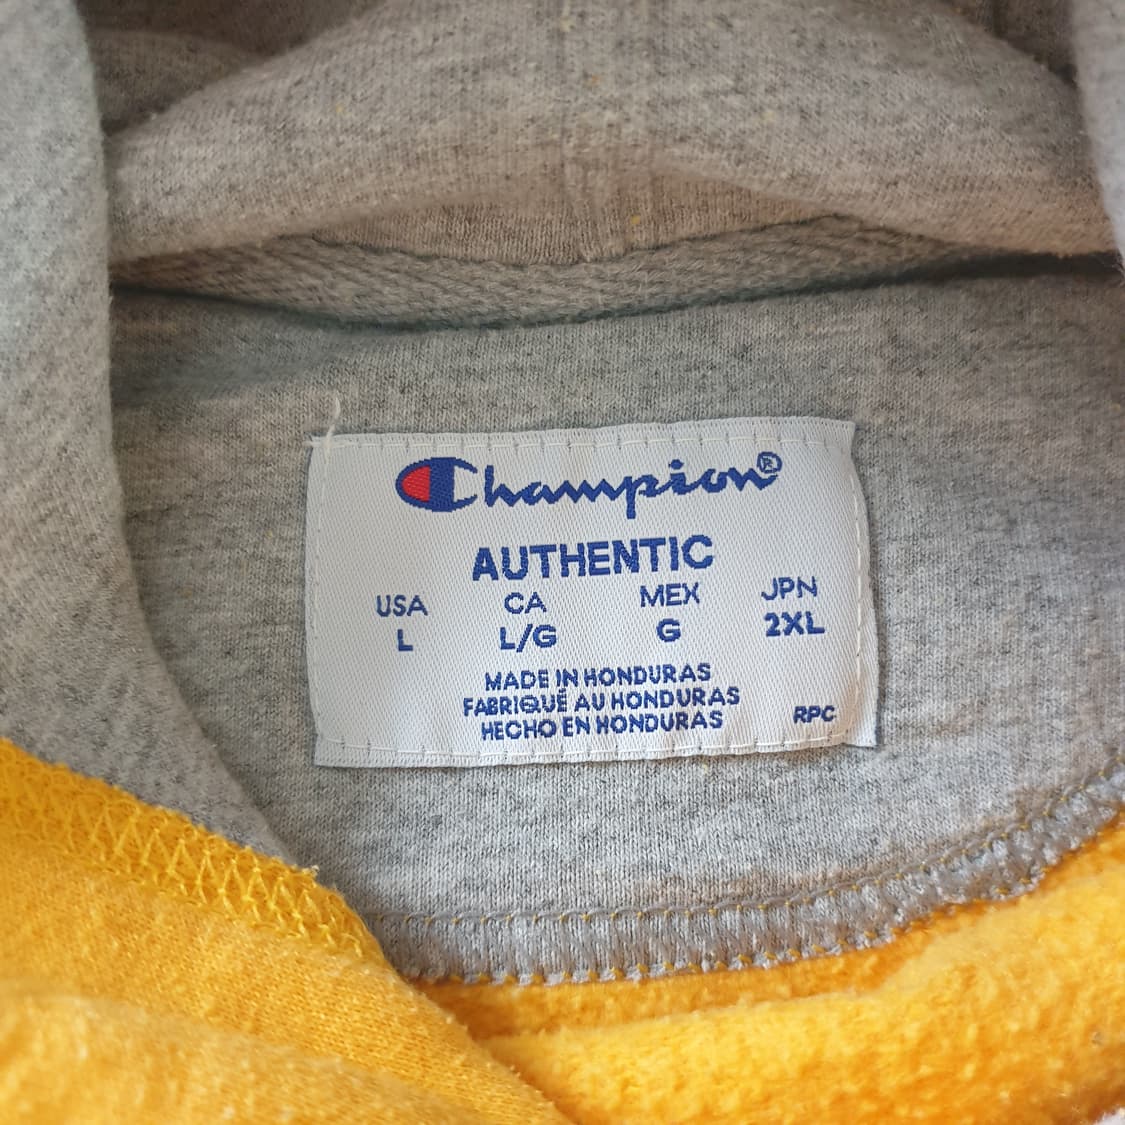 Champion®
AUTHENTIC
USA CA MEX JPN
L L/G G 2XL
MADE IN HONDURAS
FABRIQUÉ AU HONDURAS
HECHO EN HONDURAS
RPC